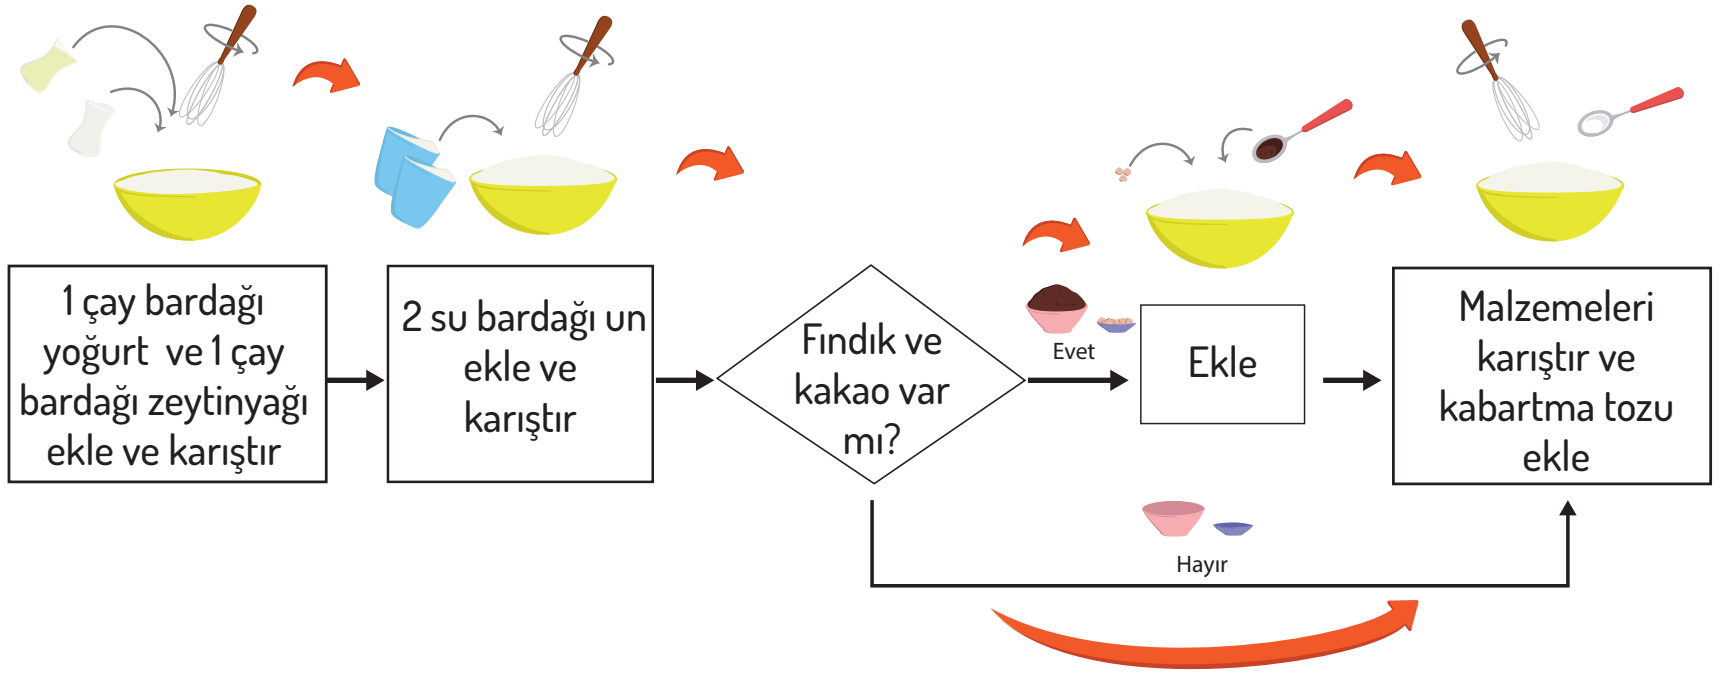 1 çay bardağı
yoğurt ve 1 çay
bardağı zeytinyağı
ekle ve karıştır
2 su bardağı un
ekle ve
karıştır
Fındık ve
kakao var
mı?
Evet
Ekle
Malzemeleri
karıştır ve
kabartma tozu
ekle
Hayır